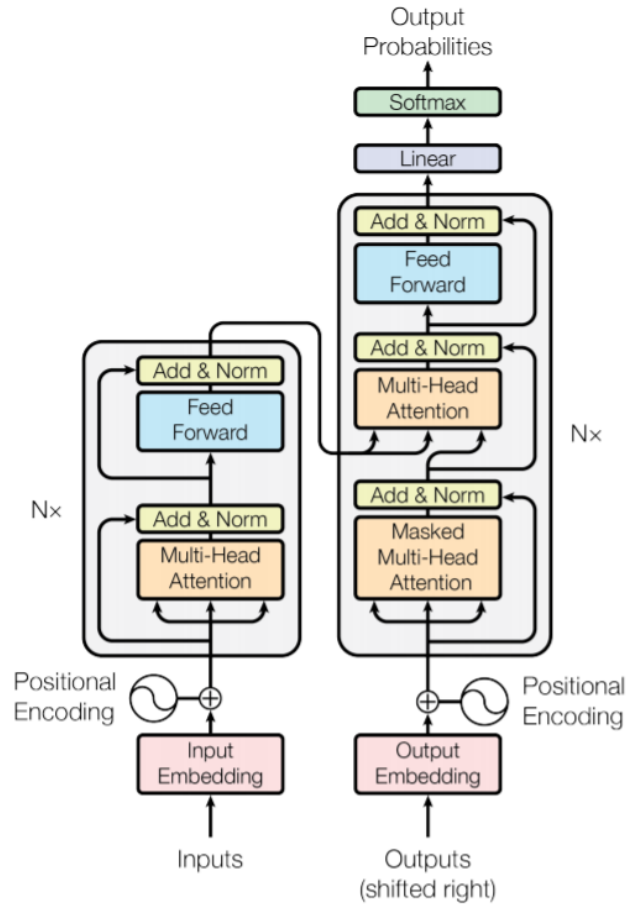 Output
Probabilities
Softmax
Linear
Add & Norm
Feed
Forward
Add & Norm
Multi-Head
Attention
Add & Norm
Masked
Multi-Head
Attention
Nx
Add & Norm
Feed
Forward
Add & Norm
Multi-Head
Attention
Nx
Positional
Encoding
Positional
Encoding
Input
Embedding
Output
Embedding
Inputs
Outputs
(shifted right)